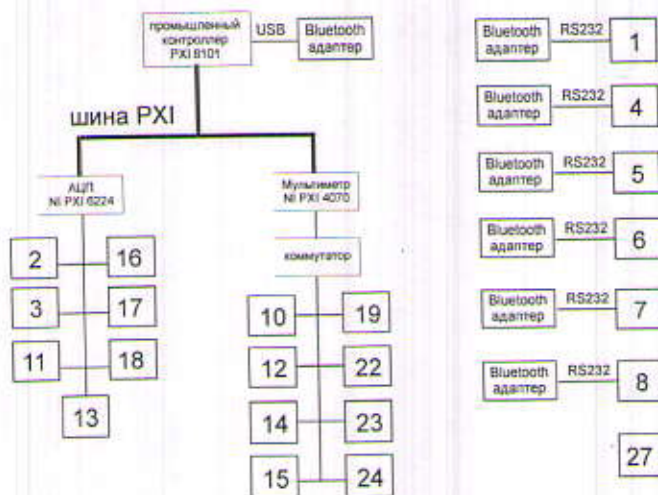 промышленный
контроллер
PXI 8101
USB
Bluetooth
адаптер
шина PXI
АЦП
NI PXI 6224
Мультиметр
NI PXI 4070
коммутатор
2
16
3
17
11
18
13
10
19
12
22
14
23
15
24
Bluetooth
адаптер
RS232
1
Bluetooth
адаптер
RS232
4
Bluetooth
адаптер
RS232
5
Bluetooth
адаптер
RS232
6
Bluetooth
адаптер
RS232
7
Bluetooth
адаптер
RS232
8
27